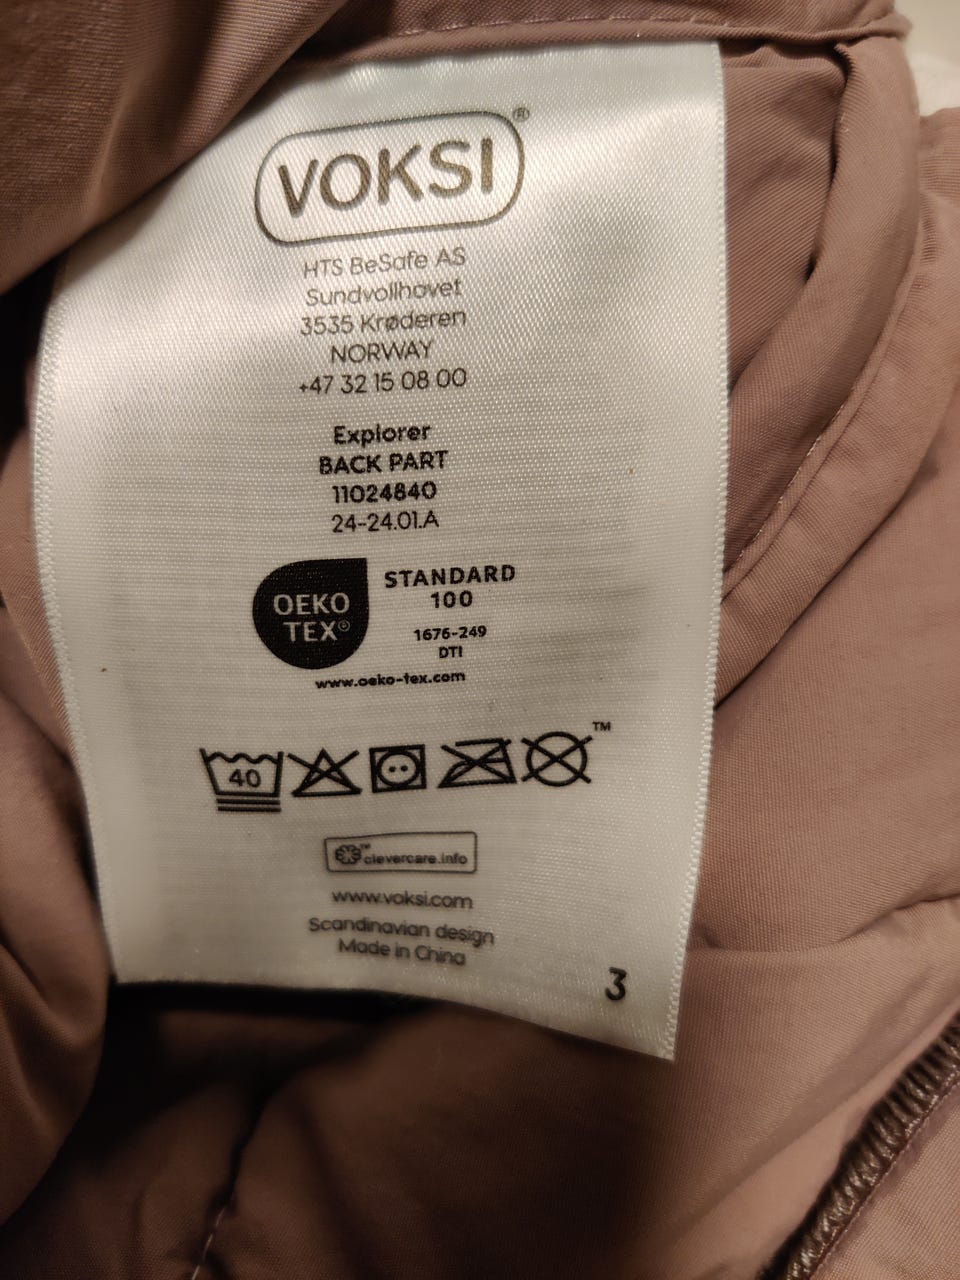 VOKSI®
HTS BeSafe AS
Sundvollhovet
3535 Krøderen
NORWAY
+47 32 15 08 00
Explorer
BACK PART
11024840
24-24.01.A
OEKO
TEX®
STANDARD
100
1676-249
DTI
www.oeko-tex.com
40
™
™ clevercare.info
www.voksi.com
Scandinavian design
Made in China
3